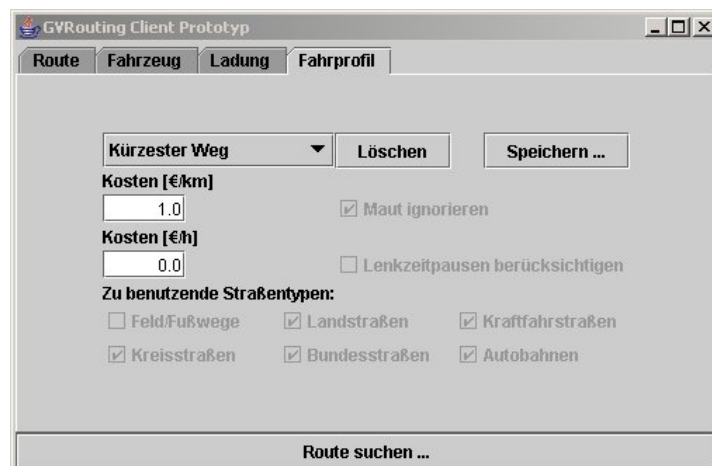 GVRouting Client Prototyp
Route Fahrzeug Ladung Fahrprofil
Kürzester Weg Löschen Speichern ...
Kosten [€/km]
1.0 Maut ignorieren
Kosten [€/h]
0.0 Lenkzeitpausen berücksichtigen
Zu benutzende Straßentypen:
Feld/Fußwege Landstraßen Kraftfahrstraßen
Kreisstraßen Bundesstraßen Autobahnen
Route suchen ...